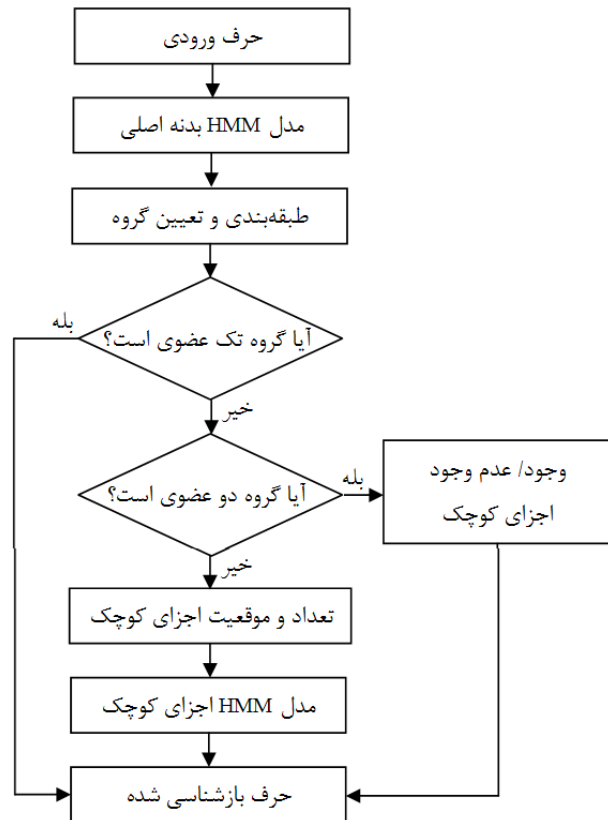 حرف ورودی
مدل HMM بدنه اصلی
طبقه‌بندی و تعیین گروه
آیا گروه تک عضوی است؟
بله
خیر
آیا گروه دو عضوی است؟
بله
وجود/ عدم وجود
اجزای کوچک
خیر
تعداد و موقعیت اجزای کوچک
مدل HMM اجزای کوچک
حرف بازشناسی شده